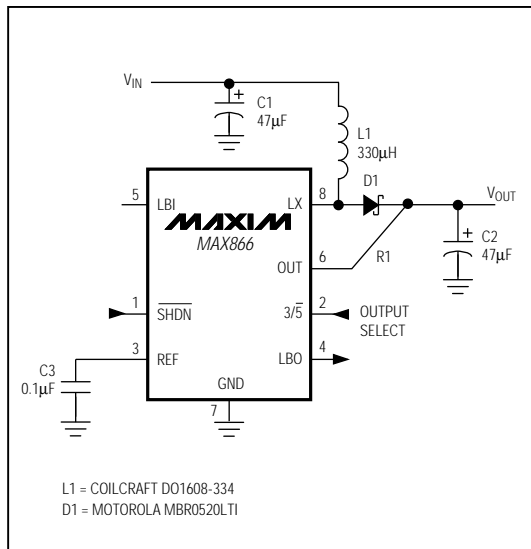 VIN
C1
47µF
L1
330µH
D1
VOUT
5
LBI
LX
8
MAXIM
MAX866
C2
47µF
OUT
6
R1
1
SHDN
3/5
2
OUTPUT
SELECT
3
REF
LBO
4
C3
0.1µF
GND
7
L1 = COILCRAFT DO1608-334
D1 = MOTOROLA MBR0520LTI